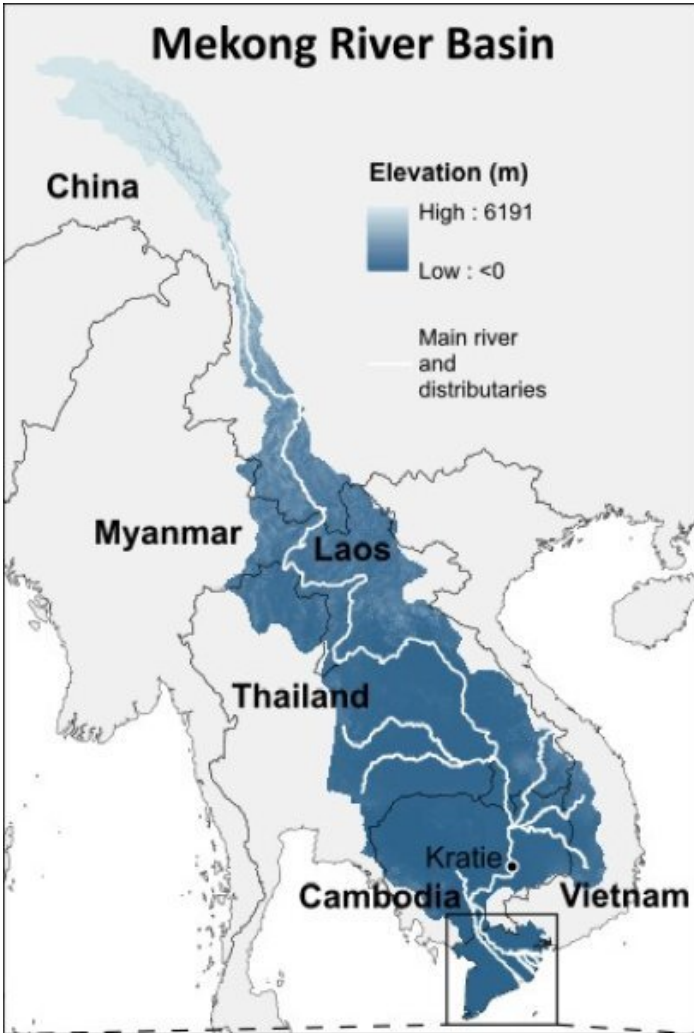 Mekong River Basin
China
Elevation (m)
High : 6191
Low : <0
Main river
and
distributaries
Myanmar
Laos
Thailand
Kratie
Cambodia
Vietnam